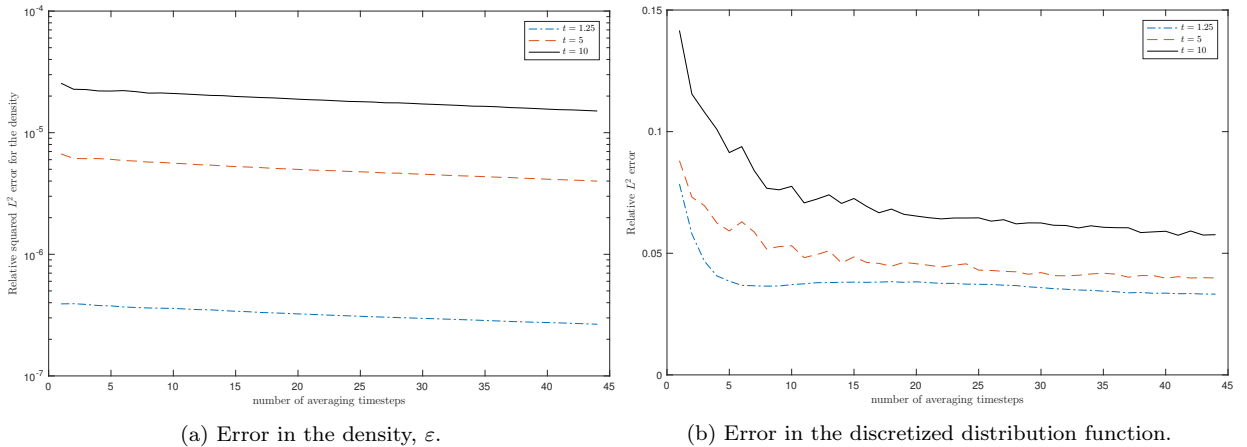 10^{-4}
10^{-5}
10^{-6}
10^{-7}
Relative squared L^2 error for the density
0 5 10 15 20 25 30 35 40 45
number of averaging timesteps
t = 1.25
t = 5
t = 10
(a) Error in the density, ε.
0.15
0.1
0.05
0
Relative L^2 error
0 5 10 15 20 25 30 35 40 45
number of averaging timesteps
t = 1.25
t = 5
t = 10
(b) Error in the discretized distribution function.